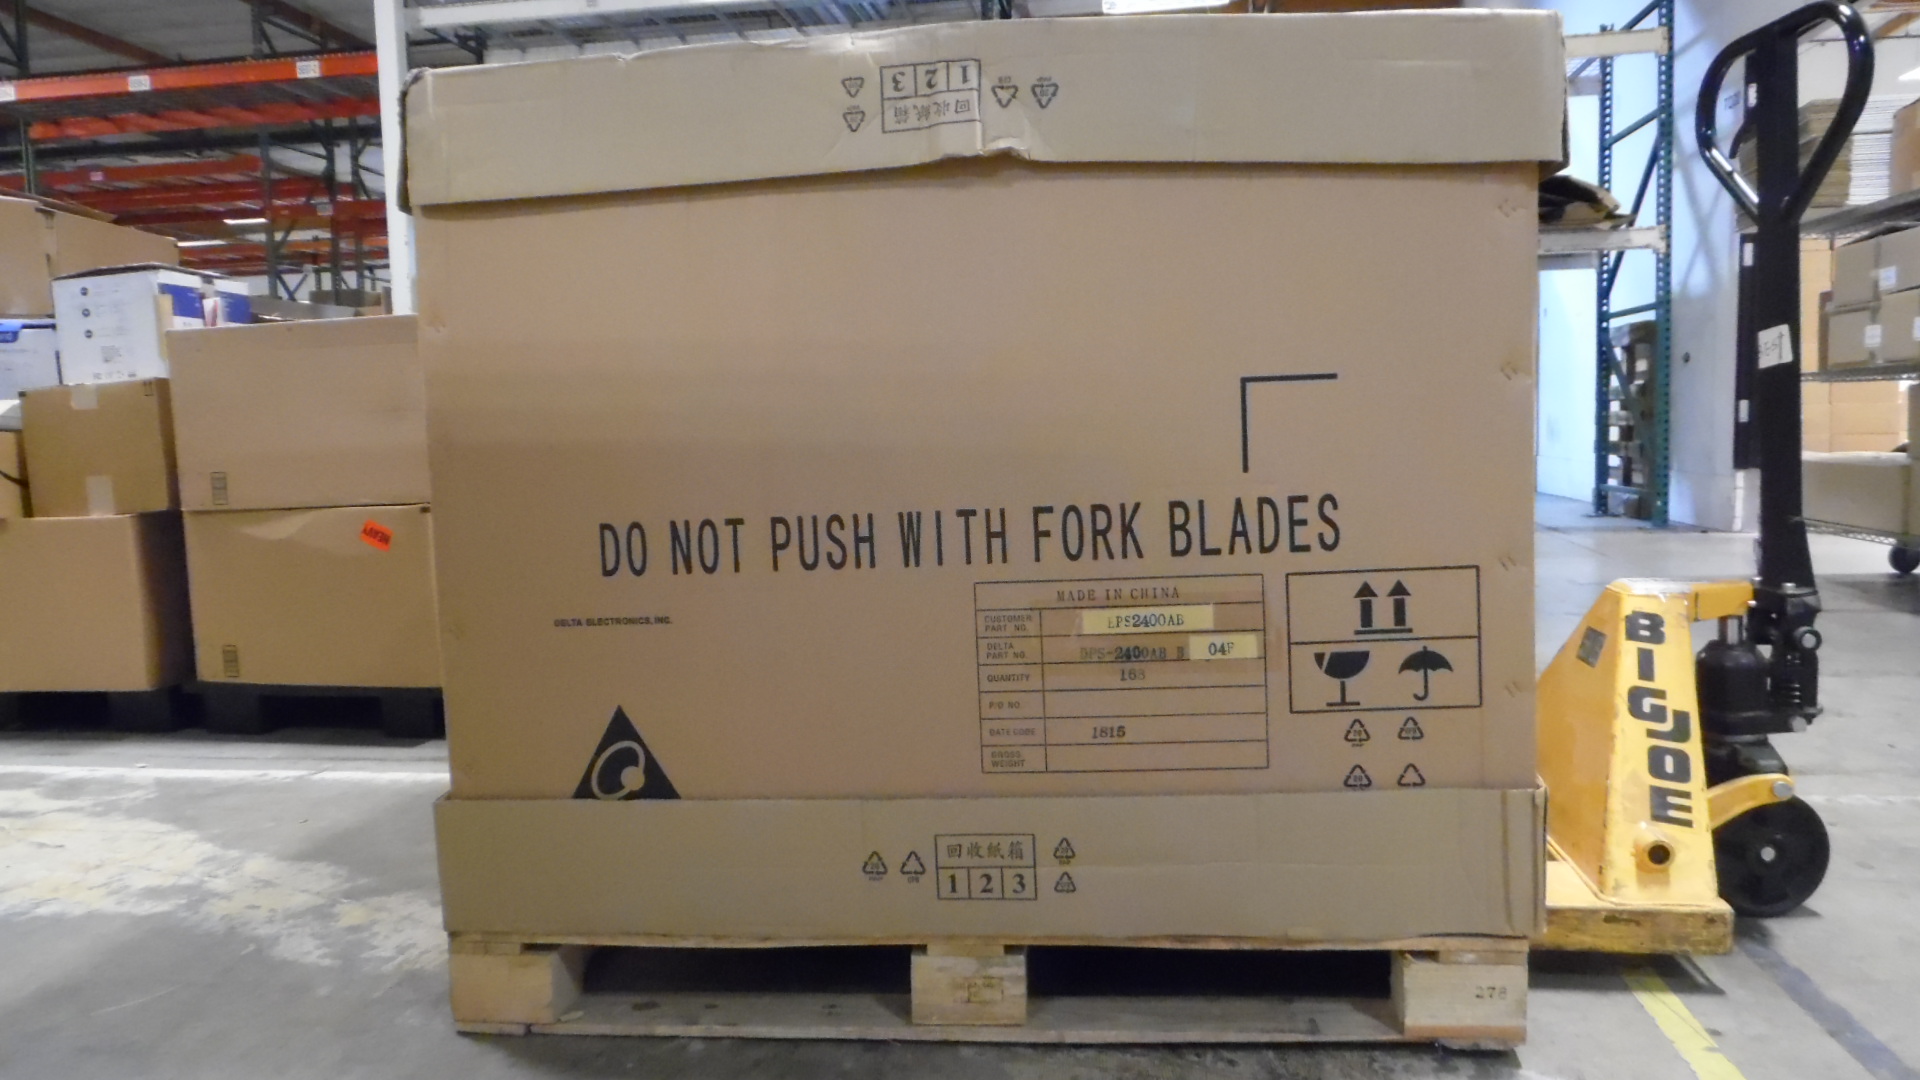 1 2 3
回收紙箱
DO NOT PUSH WITH FORK BLADES
DELTA ELECTRONICS, INC.
MADE IN CHINA
CUSTOMER PART NO. EPS2400AB
DELTA PART NO. DPS-2400AB B 04F
QUANTITY 168
P/O NO.
DATE CODE 1815
GROSS WEIGHT
回收紙箱
1 2 3
BIG JOE
278